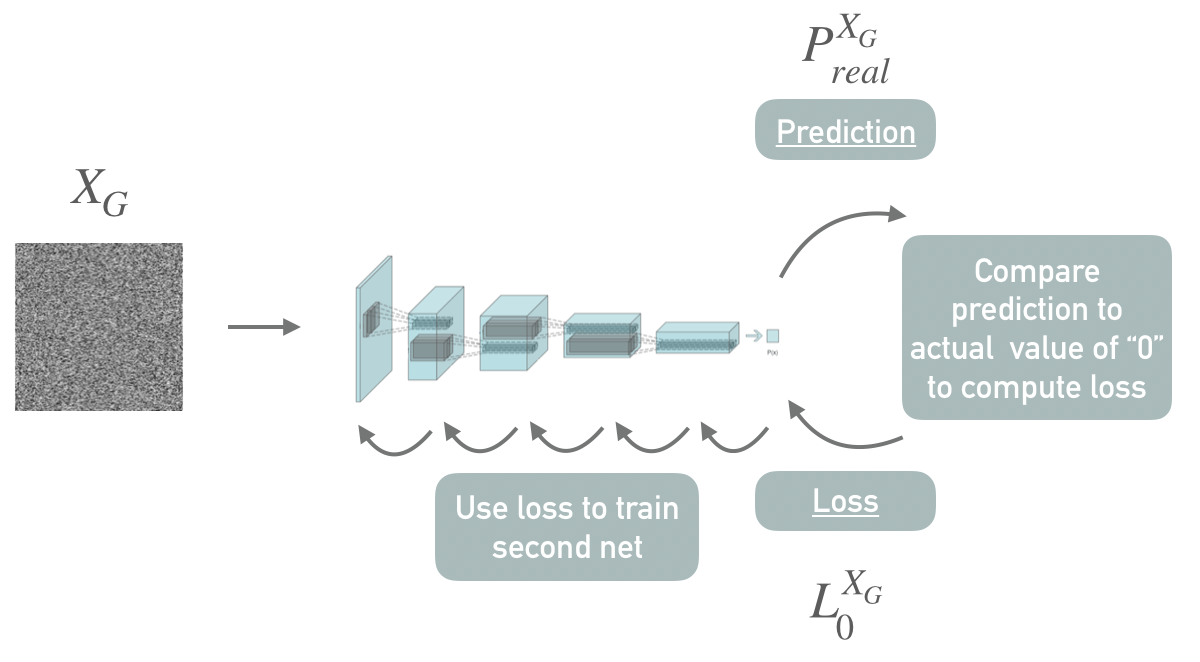 P_{real}^{X_G}
Prediction
X_G
Compare
prediction to
actual value of “0”
to compute loss
P(x)
Use loss to train
second net
Loss
L_0^{X_G}